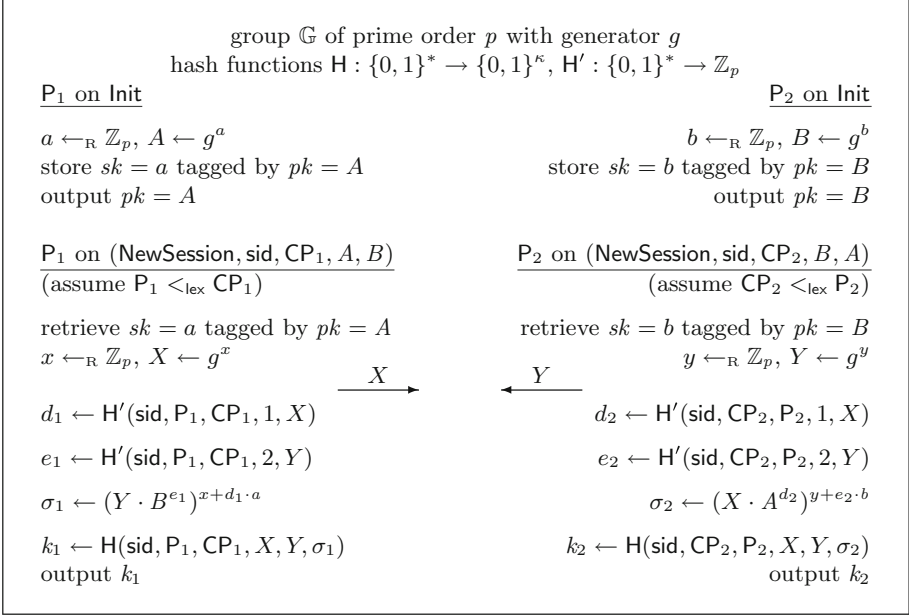 group 𝔾 of prime order p with generator g
hash functions H : {0, 1}* → {0, 1}^κ, H′ : {0, 1}* → ℤ_p
P₁ on Init
P₂ on Init
a ←_R ℤ_p, A ← g^a
b ←_R ℤ_p, B ← g^b
store sk = a tagged by pk = A
store sk = b tagged by pk = B
output pk = A
output pk = B
P₁ on (NewSession, sid, CP₁, A, B)
P₂ on (NewSession, sid, CP₂, B, A)
(assume P₁ <_lex CP₁)
(assume CP₂ <_lex P₂)
retrieve sk = a tagged by pk = A
retrieve sk = b tagged by pk = B
x ←_R ℤ_p, X ← g^x
y ←_R ℤ_p, Y ← g^y
X
Y
d₁ ← H′(sid, P₁, CP₁, 1, X)
d₂ ← H′(sid, CP₂, P₂, 1, X)
e₁ ← H′(sid, P₁, CP₁, 2, Y)
e₂ ← H′(sid, CP₂, P₂, 2, Y)
σ₁ ← (Y · B^{e₁})^{x+d₁·a}
σ₂ ← (X · A^{d₂})^{y+e₂·b}
k₁ ← H(sid, P₁, CP₁, X, Y, σ₁)
k₂ ← H(sid, CP₂, P₂, X, Y, σ₂)
output k₁
output k₂